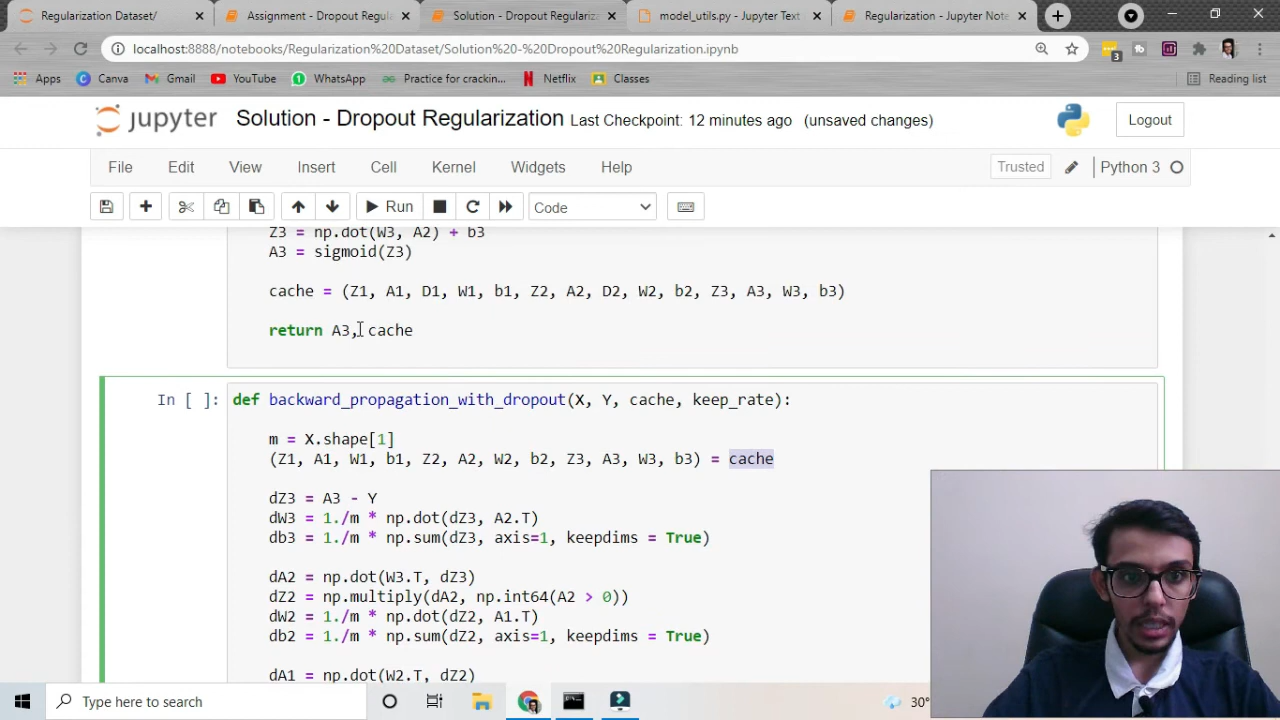 Regularization Dataset/
Assignment - Dropout Regula
Solution - Dropout Regulariza
model_utils.py - Jupyter Text
Regularization - Jupyter Note
localhost:8888/notebooks/Regularization%20Dataset/Solution%20-%20Dropout%20Regularization.ipynb
3
Apps
Canva
Gmail
YouTube
WhatsApp
Practice for crackin...
Netflix
Classes
Reading list
jupyter
Solution - Dropout Regularization Last Checkpoint: 12 minutes ago (unsaved changes)
Logout
File Edit View Insert Cell Kernel Widgets Help
Trusted
Python 3
Run
Code
Z3 = np.dot(W3, A2) + b3
A3 = sigmoid(Z3)
cache = (Z1, A1, D1, W1, b1, Z2, A2, D2, W2, b2, Z3, A3, W3, b3)
return A3, cache
In [ ]:
def backward_propagation_with_dropout(X, Y, cache, keep_rate):
m = X.shape[1]
(Z1, A1, W1, b1, Z2, A2, W2, b2, Z3, A3, W3, b3) = cache
dZ3 = A3 - Y
dW3 = 1./m * np.dot(dZ3, A2.T)
db3 = 1./m * np.sum(dZ3, axis=1, keepdims = True)
dA2 = np.dot(W3.T, dZ3)
dZ2 = np.multiply(dA2, np.int64(A2 > 0))
dW2 = 1./m * np.dot(dZ2, A1.T)
db2 = 1./m * np.sum(dZ2, axis=1, keepdims = True)
dA1 = np.dot(W2.T, dZ2)
Type here to search
30°